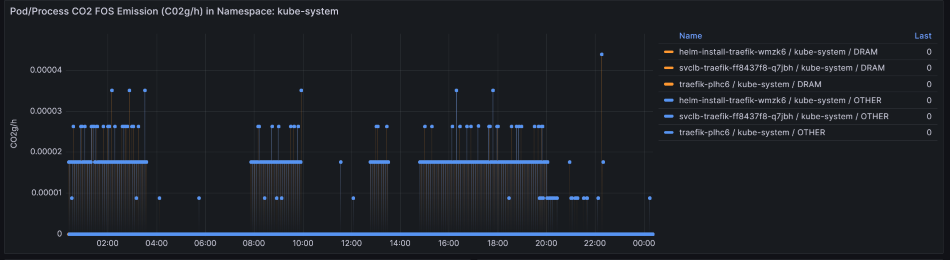 Pod/Process CO2 FOS Emission (C02g/h) in Namespace: kube-system
CO2g/h
0.00004
0.00003
0.00002
0.00001
0
02:00 04:00 06:00 08:00 10:00 12:00 14:00 16:00 18:00 20:00 22:00 00:00
Name Last
helm-install-traefik-wmzk6 / kube-system / DRAM 0
svclb-traefik-ff8437f8-q7jbh / kube-system / DRAM 0
traefik-plhc6 / kube-system / DRAM 0
helm-install-traefik-wmzk6 / kube-system / OTHER 0
svclb-traefik-ff8437f8-q7jbh / kube-system / OTHER 0
traefik-plhc6 / kube-system / OTHER 0